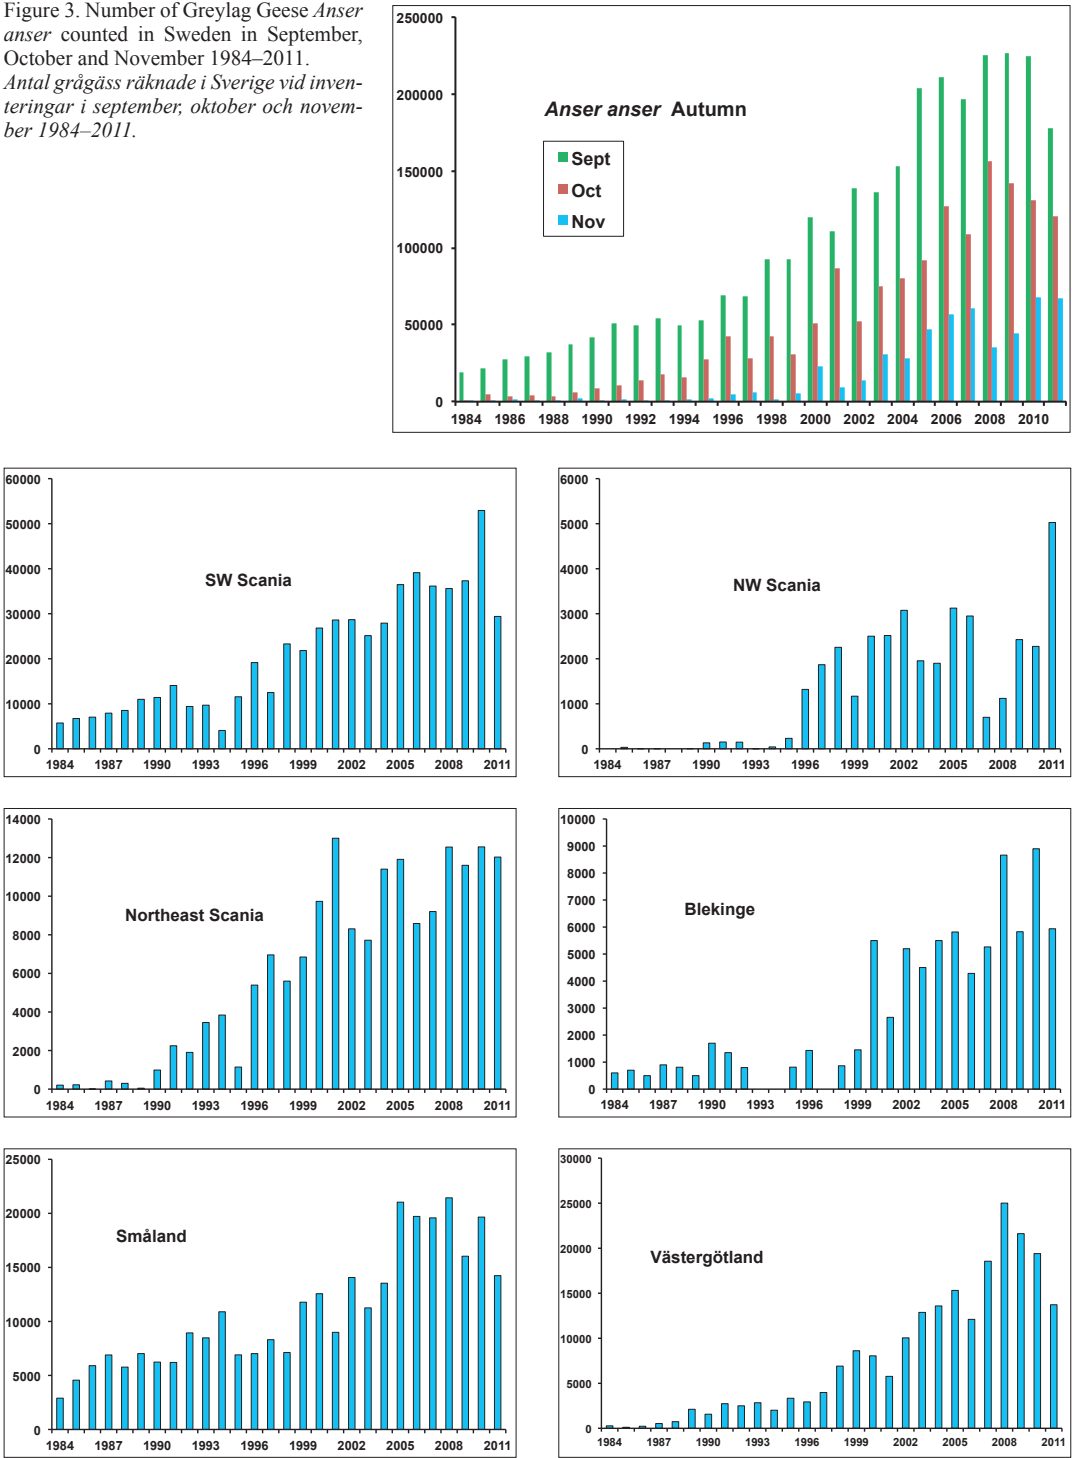 Figure 3. Number of Greylag Geese Anser
anser counted in Sweden in September,
October and November 1984–2011.
Antal grågäss räknade i Sverige vid inven-
teringar i september, oktober och novem-
ber 1984–2011.
250000
200000
150000
100000
50000
0
Anser anser Autumn
Sept
Oct
Nov
1984 1986 1988 1990 1992 1994 1996 1998 2000 2002 2004 2006 2008 2010
60000
50000
40000
30000
20000
10000
0
SW Scania
1984 1987 1990 1993 1996 1999 2002 2005 2008 2011
6000
5000
4000
3000
2000
1000
0
NW Scania
1984 1987 1990 1993 1996 1999 2002 2005 2008 2011
14000
12000
10000
8000
6000
4000
2000
0
Northeast Scania
1984 1987 1990 1993 1996 1999 2002 2005 2008 2011
10000
9000
8000
7000
6000
5000
4000
3000
2000
1000
0
Blekinge
1984 1987 1990 1993 1996 1999 2002 2005 2008 2011
25000
20000
15000
10000
5000
0
Småland
1984 1987 1990 1993 1996 1999 2002 2005 2008 2011
30000
25000
20000
15000
10000
5000
0
Västergötland
1984 1987 1990 1993 1996 1999 2002 2005 2008 2011